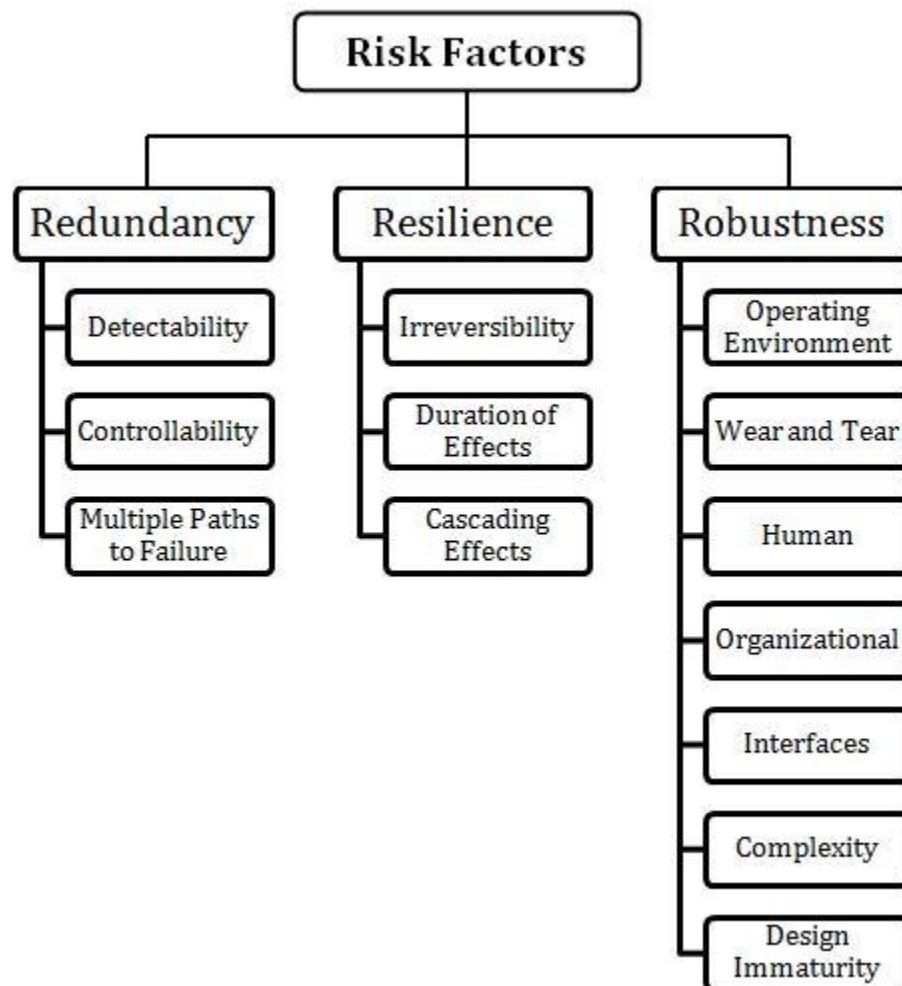 Risk Factors
Redundancy
Detectability
Controllability
Multiple Paths
to Failure
Resilience
Irreversibility
Duration of
Effects
Cascading
Effects
Robustness
Operating
Environment
Wear and Tear
Human
Organizational
Interfaces
Complexity
Design
Immaturity